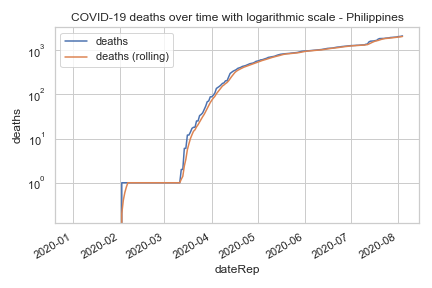 COVID-19 deaths over time with logarithmic scale - Philippines
deaths
deaths (rolling)
10³
10²
10¹
10⁰
deaths
2020-01
2020-02
2020-03
2020-04
2020-05
2020-06
2020-07
2020-08
dateRep